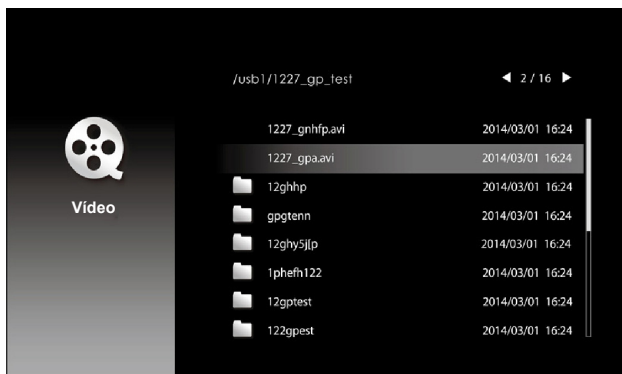 /usb1/1227_gp_test ◀ 2 / 16 ▶
1227_gnhfp.avi 2014/03/01 16:24
1227_gpa.avi 2014/03/01 16:24
12ghhp 2014/03/01 16:24
Vídeo
gpgtenn 2014/03/01 16:24
12ghy5j[p 2014/03/01 16:24
1phefh122 2014/03/01 16:24
12gptest 2014/03/01 16:24
122gpest 2014/03/01 16:24